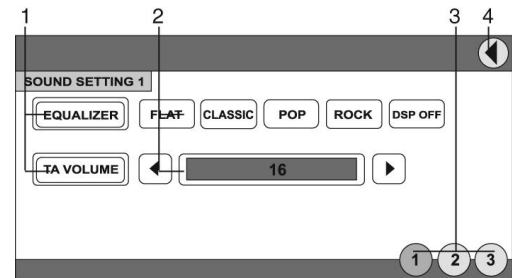 1 2 3 4
SOUND SETTING 1
EQUALIZER FLAT CLASSIC POP ROCK DSP OFF
TA VOLUME 16
1 2 3